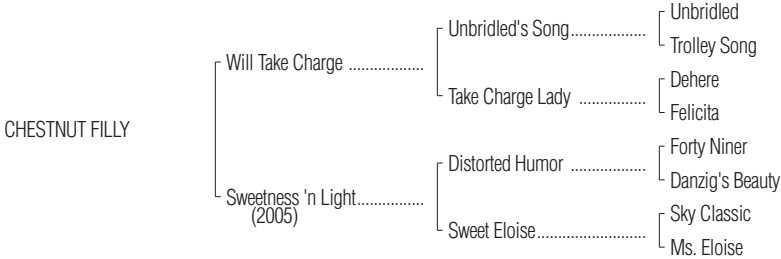 Unbridled
Unbridled's Song..................
Trolley Song
Will Take Charge ..................
Dehere
Take Charge Lady ................
Felicita
CHESTNUT FILLY
Forty Niner
Distorted Humor ..................
Danzig's Beauty
Sweetness 'n Light................
(2005)
Sky Classic
Sweet Eloise..........................
Ms. Eloise